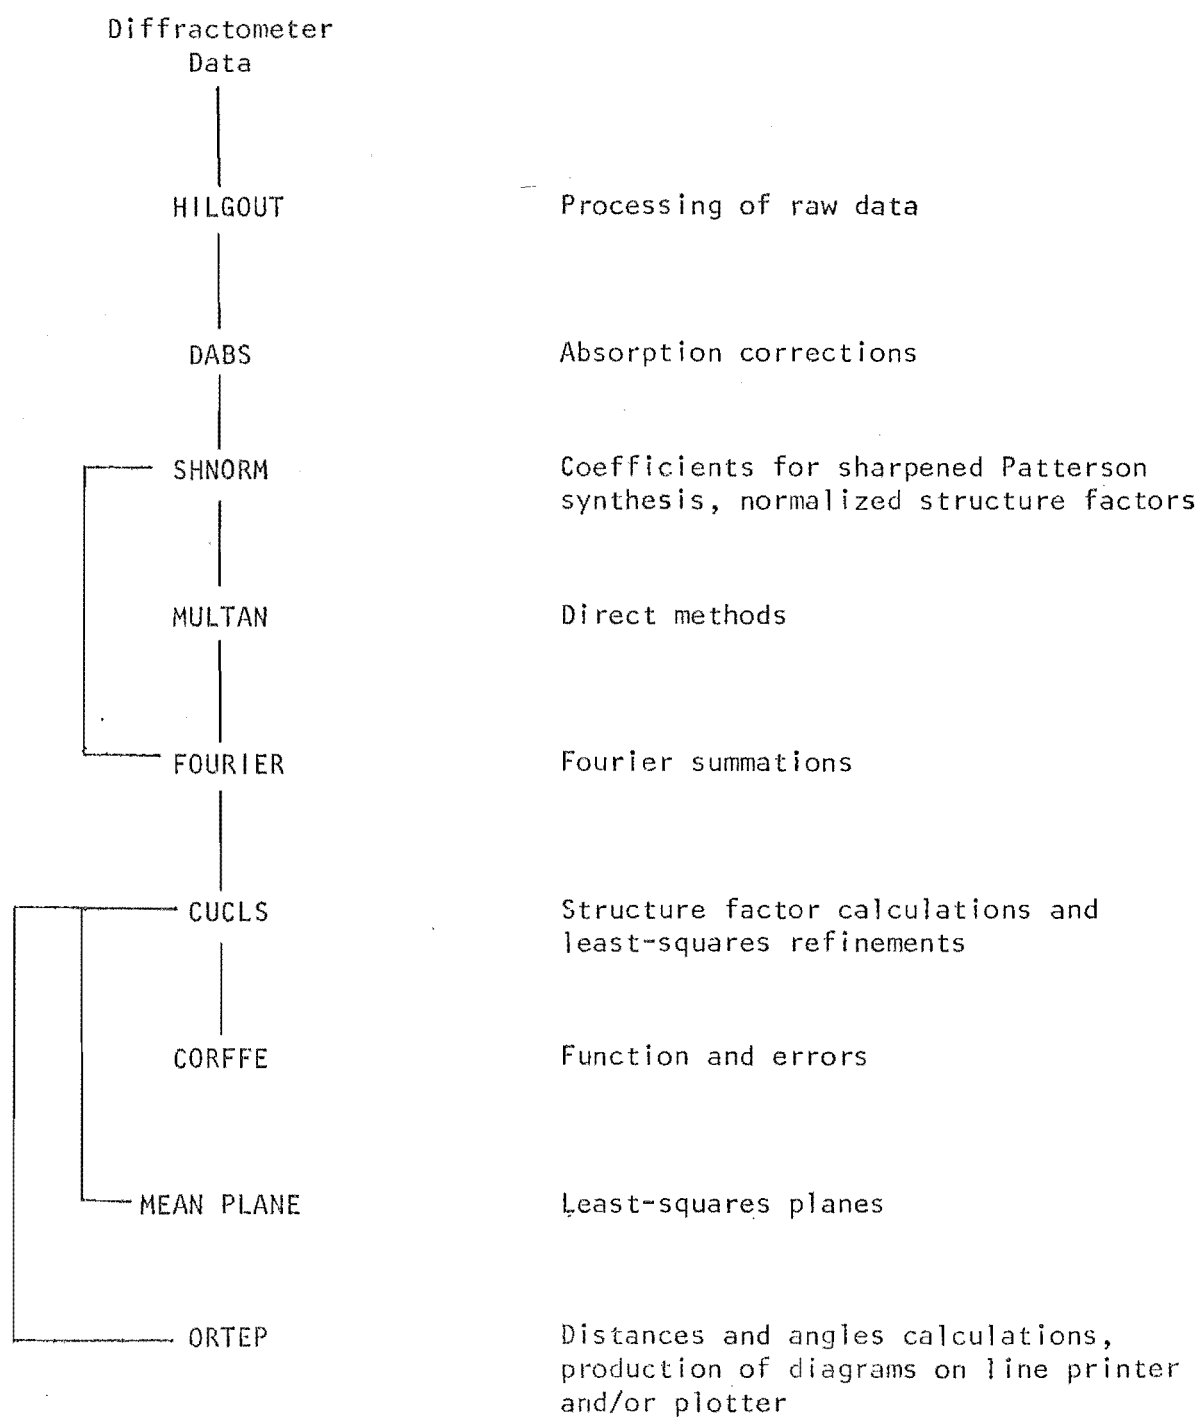 Diffractometer
Data
HILGOUT
Processing of raw data
DABS
Absorption corrections
SHNORM
Coefficients for sharpened Patterson
synthesis, normalized structure factors
MULTAN
Direct methods
FOURIER
Fourier summations
CUCLS
Structure factor calculations and
least-squares refinements
CORFFE
Function and errors
MEAN PLANE
Least-squares planes
ORTEP
Distances and angles calculations,
production of diagrams on line printer
and/or plotter